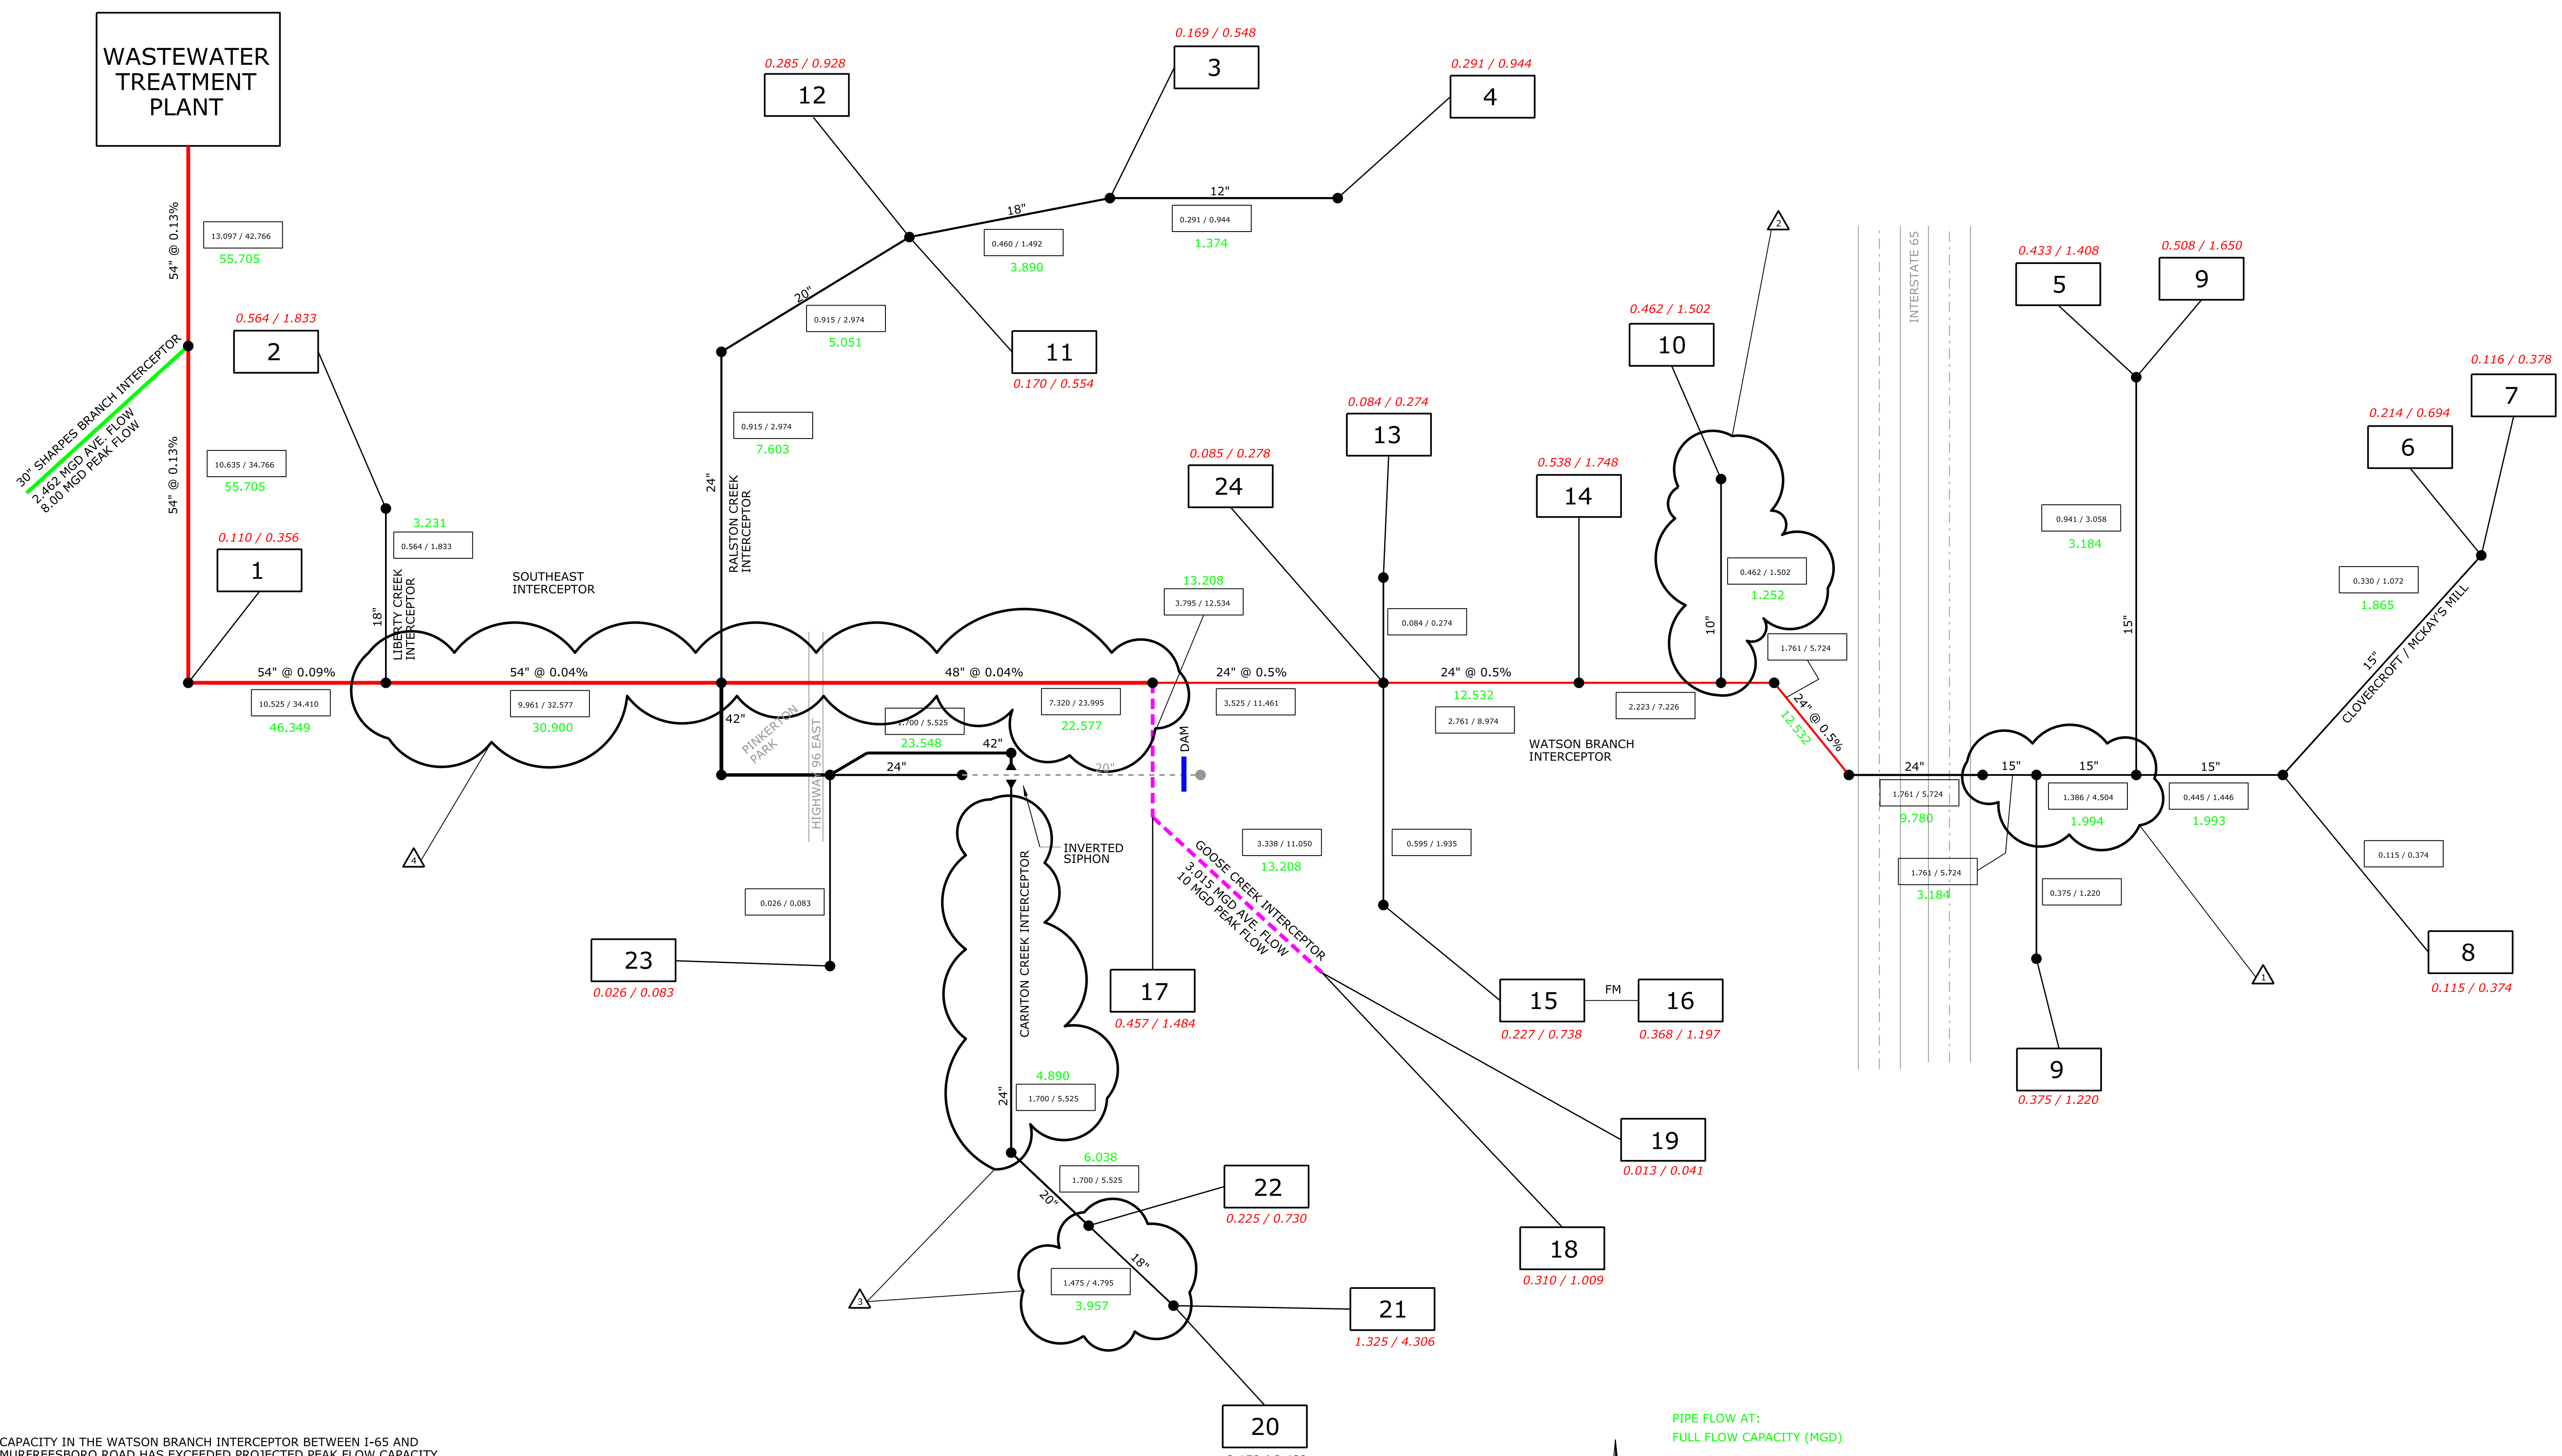 WASTEWATER
TREATMENT
PLANT
54" @ 0.13%
13.097 / 42.766
55.705
30" SHARPES BRANCH INTERCEPTOR
2.462 MGD AVE. FLOW
8.00 MGD PEAK FLOW
54" @ 0.13%
10.635 / 34.766
55.705
0.564 / 1.833
2
0.110 / 0.356
1
3.231
0.564 / 1.833
18"
LIBERTY CREEK
INTERCEPTOR
SOUTHEAST
INTERCEPTOR
54" @ 0.09%
10.525 / 34.410
46.349
54" @ 0.04%
9.961 / 32.577
30.900
4
0.285 / 0.928
12
0.169 / 0.548
3
0.291 / 0.944
4
12"
0.291 / 0.944
1.374
18"
0.460 / 1.492
3.890
20"
0.915 / 2.974
5.051
11
0.170 / 0.554
0.915 / 2.974
7.603
24"
RALSTON CREEK
INTERCEPTOR
48" @ 0.04%
7.320 / 23.995
22.577
42"
PINKERTON
PARK
HIGHWAY 96 EAST
1.700 / 5.525
23.548
42"
24"
20"
DAM
INVERTED
SIPHON
0.026 / 0.083
23
0.026 / 0.083
CARNTON CREEK INTERCEPTOR
24"
4.890
1.700 / 5.525
6.038
1.700 / 5.525
20"
22
0.225 / 0.730
18"
1.475 / 4.795
3.957
3
21
1.325 / 4.306
20
13.208
3.795 / 12.534
24" @ 0.5%
3.525 / 11.461
0.085 / 0.278
24
0.084 / 0.274
13
0.084 / 0.274
24" @ 0.5%
12.532
2.761 / 8.974
0.538 / 1.748
14
2.223 / 7.226
WATSON BRANCH
INTERCEPTOR
0.462 / 1.502
10
2
0.462 / 1.502
1.252
10"
1.761 / 5.724
24" @ 0.5%
12.532
INTERSTATE 65
17
0.457 / 1.484
GOOSE CREEK INTERCEPTOR
3.015 MGD AVE. FLOW
10 MGD PEAK FLOW
3.338 / 11.050
13.208
0.595 / 1.935
15
0.227 / 0.738
FM
16
0.368 / 1.197
19
0.013 / 0.041
18
0.310 / 1.009
24"
1.761 / 5.724
9.780
15"
1.761 / 5.724
3.184
15"
1.386 / 4.504
1.994
15"
0.445 / 1.446
1.993
0.375 / 1.220
9
0.375 / 1.220
1
0.433 / 1.408
5
0.508 / 1.650
9
0.941 / 3.058
3.184
15"
0.116 / 0.378
7
0.214 / 0.694
6
0.330 / 1.072
1.865
15"
CLOVERCROFT / MCKAY'S MILL
0.115 / 0.374
8
0.115 / 0.374
CAPACITY IN THE WATSON BRANCH INTERCEPTOR BETWEEN I-65 AND
MURFREESBORO ROAD HAS EXCEEDED PROJECTED PEAK FLOW CAPACITY
PIPE FLOW AT:
FULL FLOW CAPACITY (MGD)